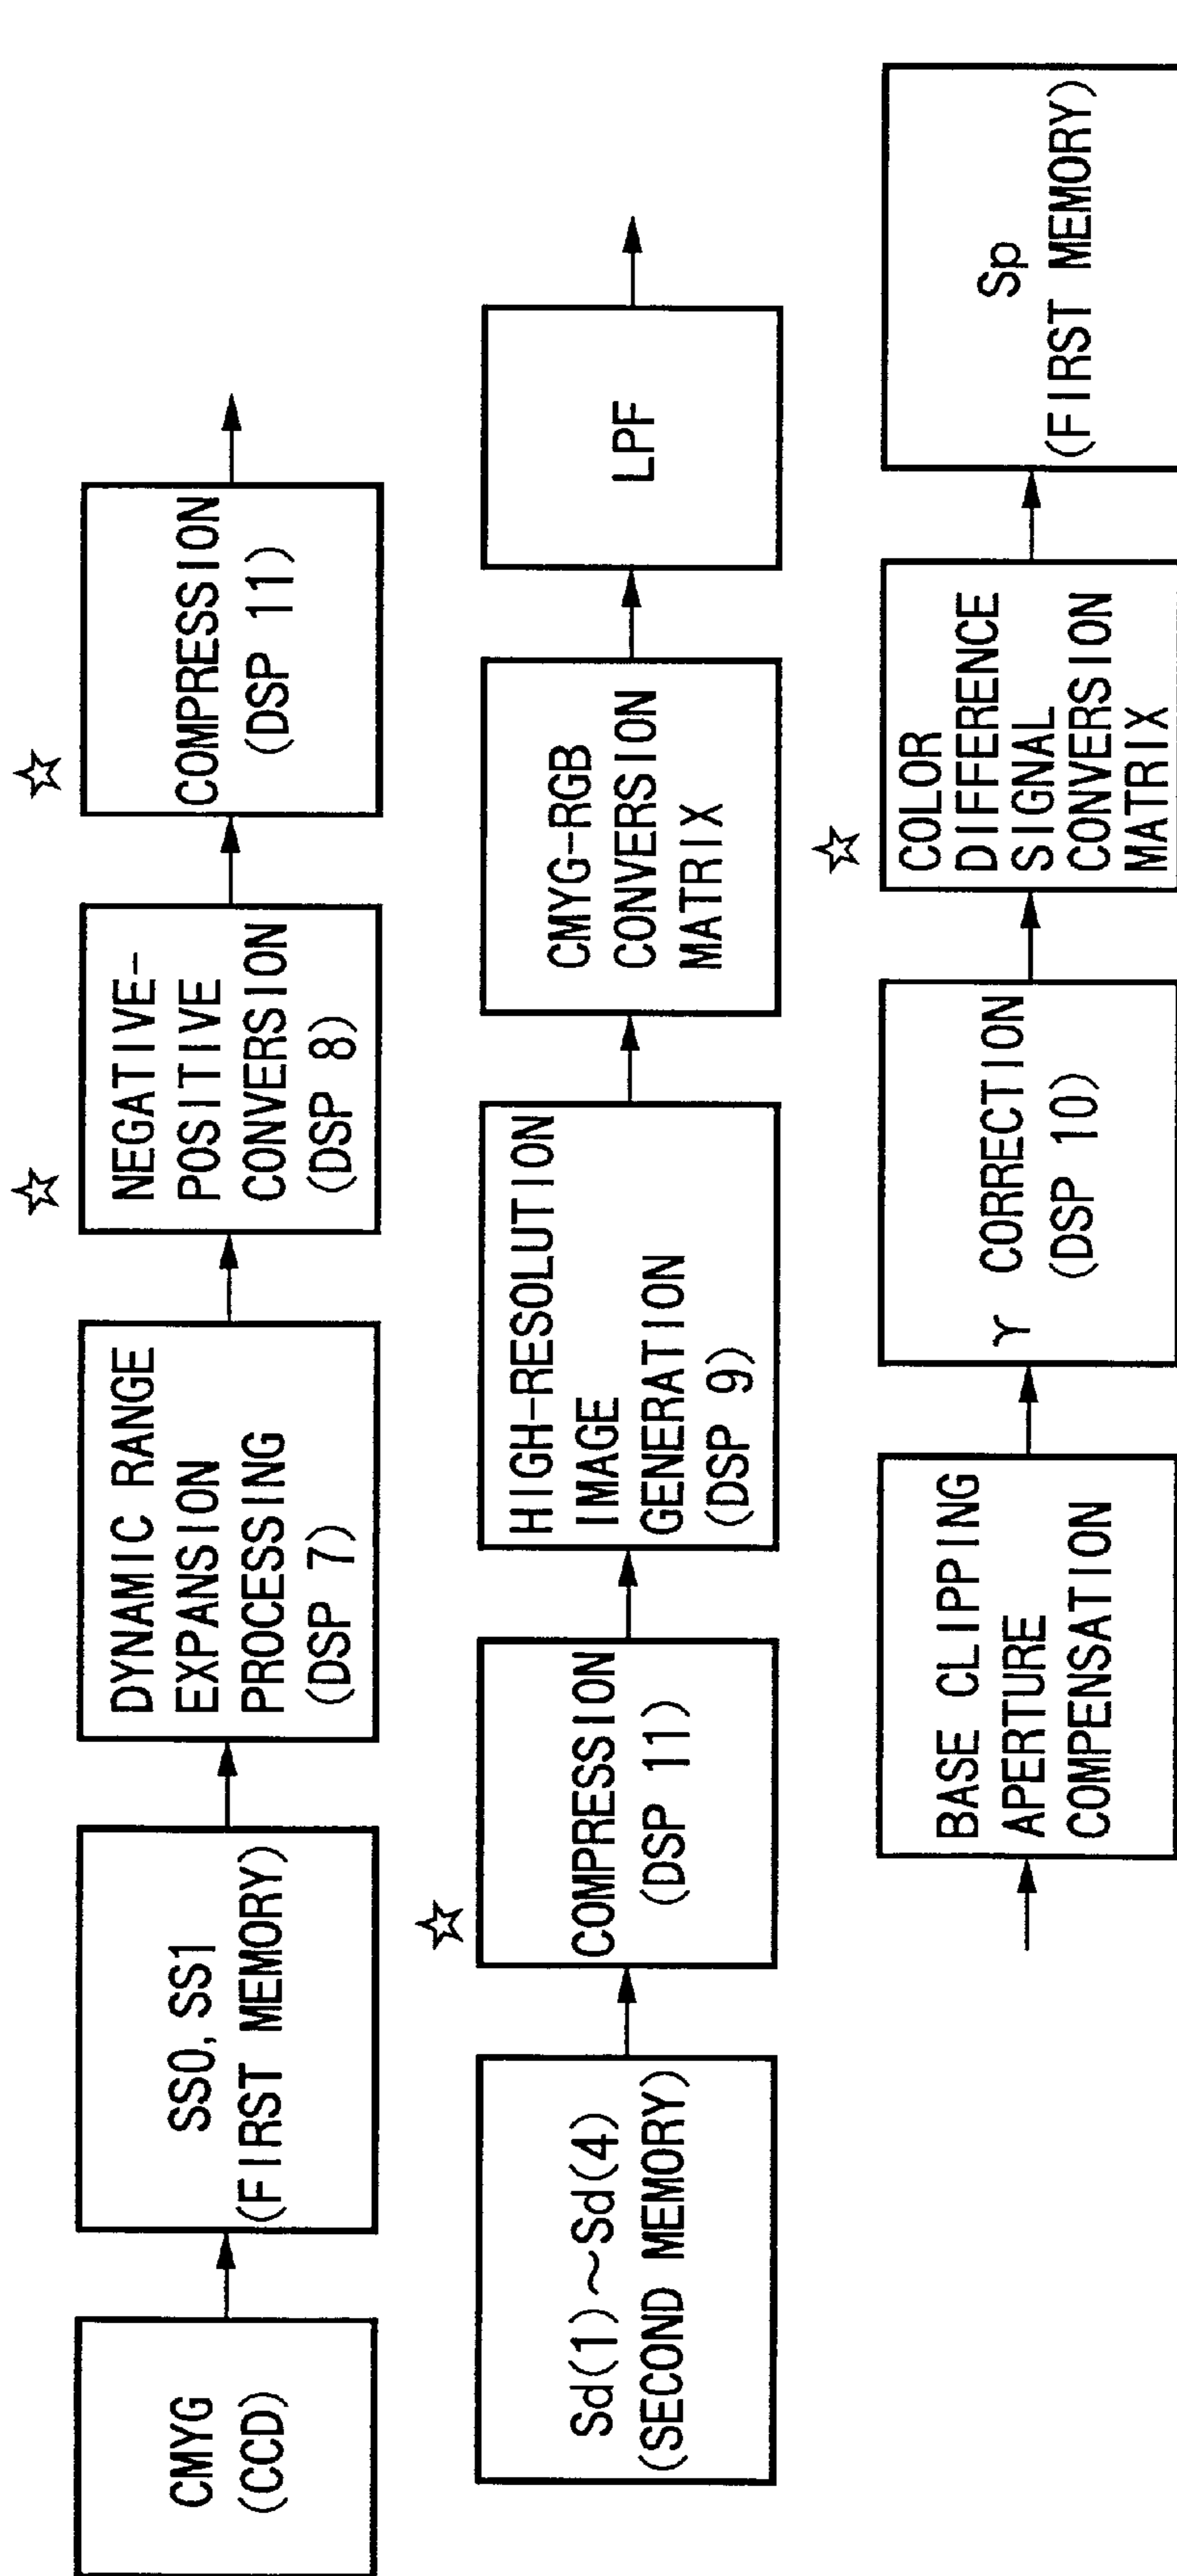 CMYG
(CCD)
SS0, SS1
(FIRST MEMORY)
DYNAMIC RANGE
EXPANSION
PROCESSING
(DSP 7)
☆
NEGATIVE-
POSITIVE
CONVERSION
(DSP 8)
☆
COMPRESSION
(DSP 11)
Sd(1)~Sd(4)
(SECOND MEMORY)
☆
COMPRESSION
(DSP 11)
HIGH-RESOLUTION
IMAGE
GENERATION
(DSP 9)
CMYG-RGB
CONVERSION
MATRIX
LPF
BASE CLIPPING
APERTURE
COMPENSATION
γ CORRECTION
(DSP 10)
☆
COLOR
DIFFERENCE
SIGNAL
CONVERSION
MATRIX
Sp
(FIRST MEMORY)